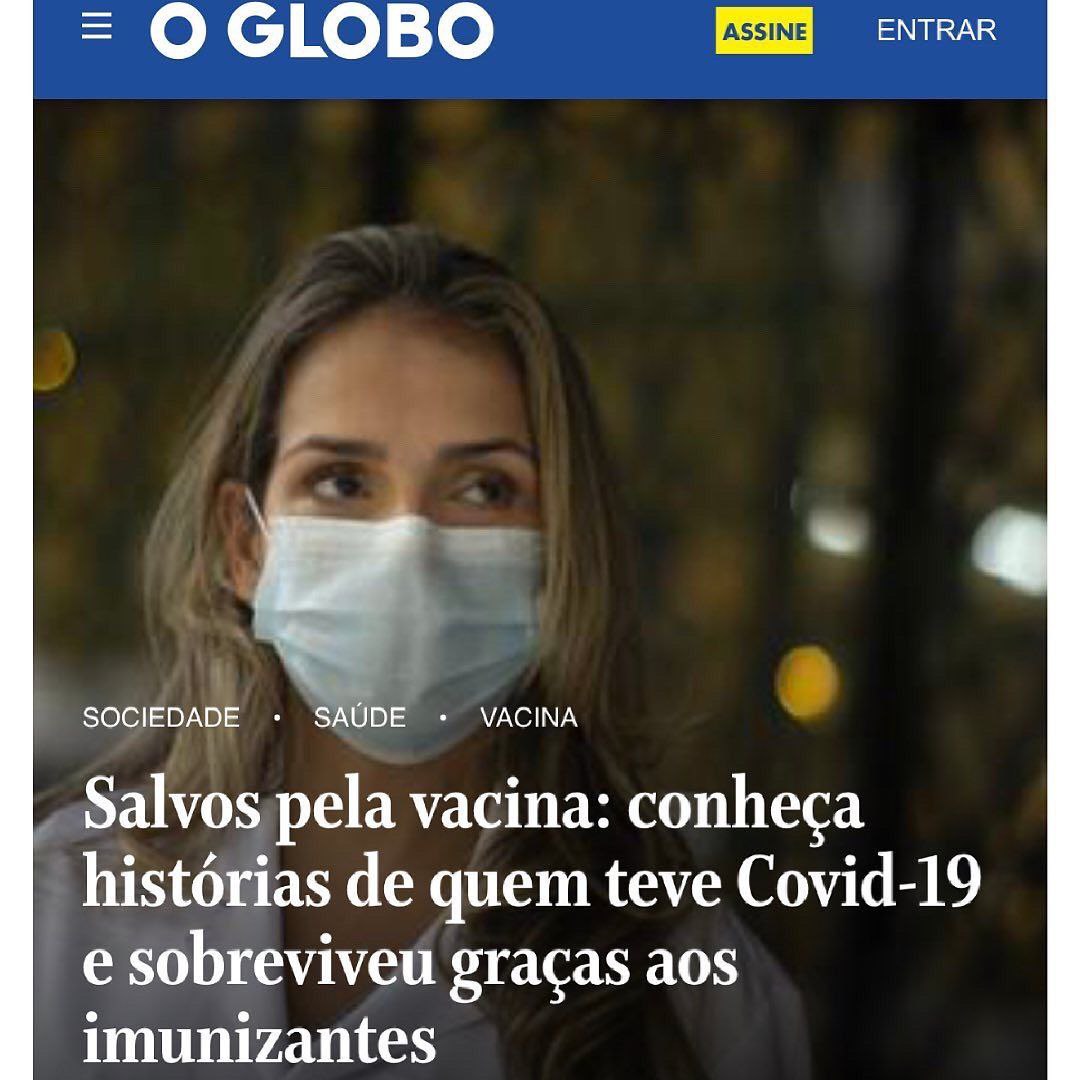 O GLOBO
ASSINE
ENTRAR
SOCIEDADE • SAÚDE • VACINA
Salvos pela vacina: conheça
histórias de quem teve Covid-19
e sobreviveu graças aos
imunizantes